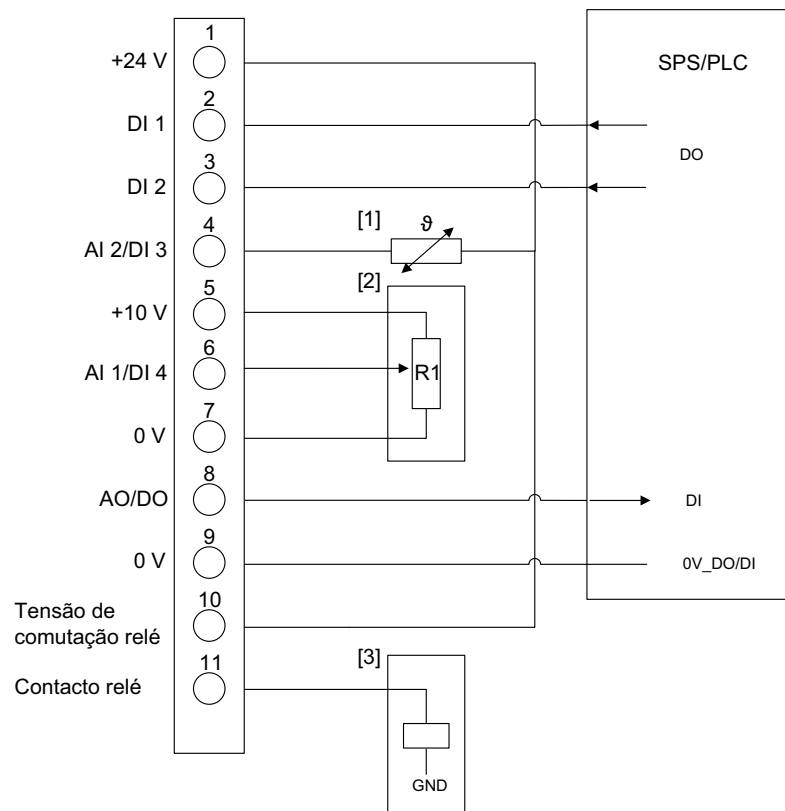 1
+24 V
SPS/PLC
2
DI 1
DO
3
DI 2
[1]
ϑ
4
AI 2/DI 3
[2]
5
+10 V
6
AI 1/DI 4
R1
7
0 V
8
AO/DO
DI
9
0 V
0V_DO/DI
10
Tensão de
comutação relé
[3]
11
Contacto relé
GND